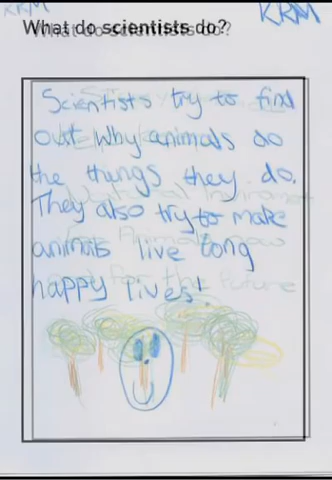 KRM
KRM
What do scientists do?
Scientists try to find
out why animals do
the things they do.
They also try to make
animals live long
happy lives!